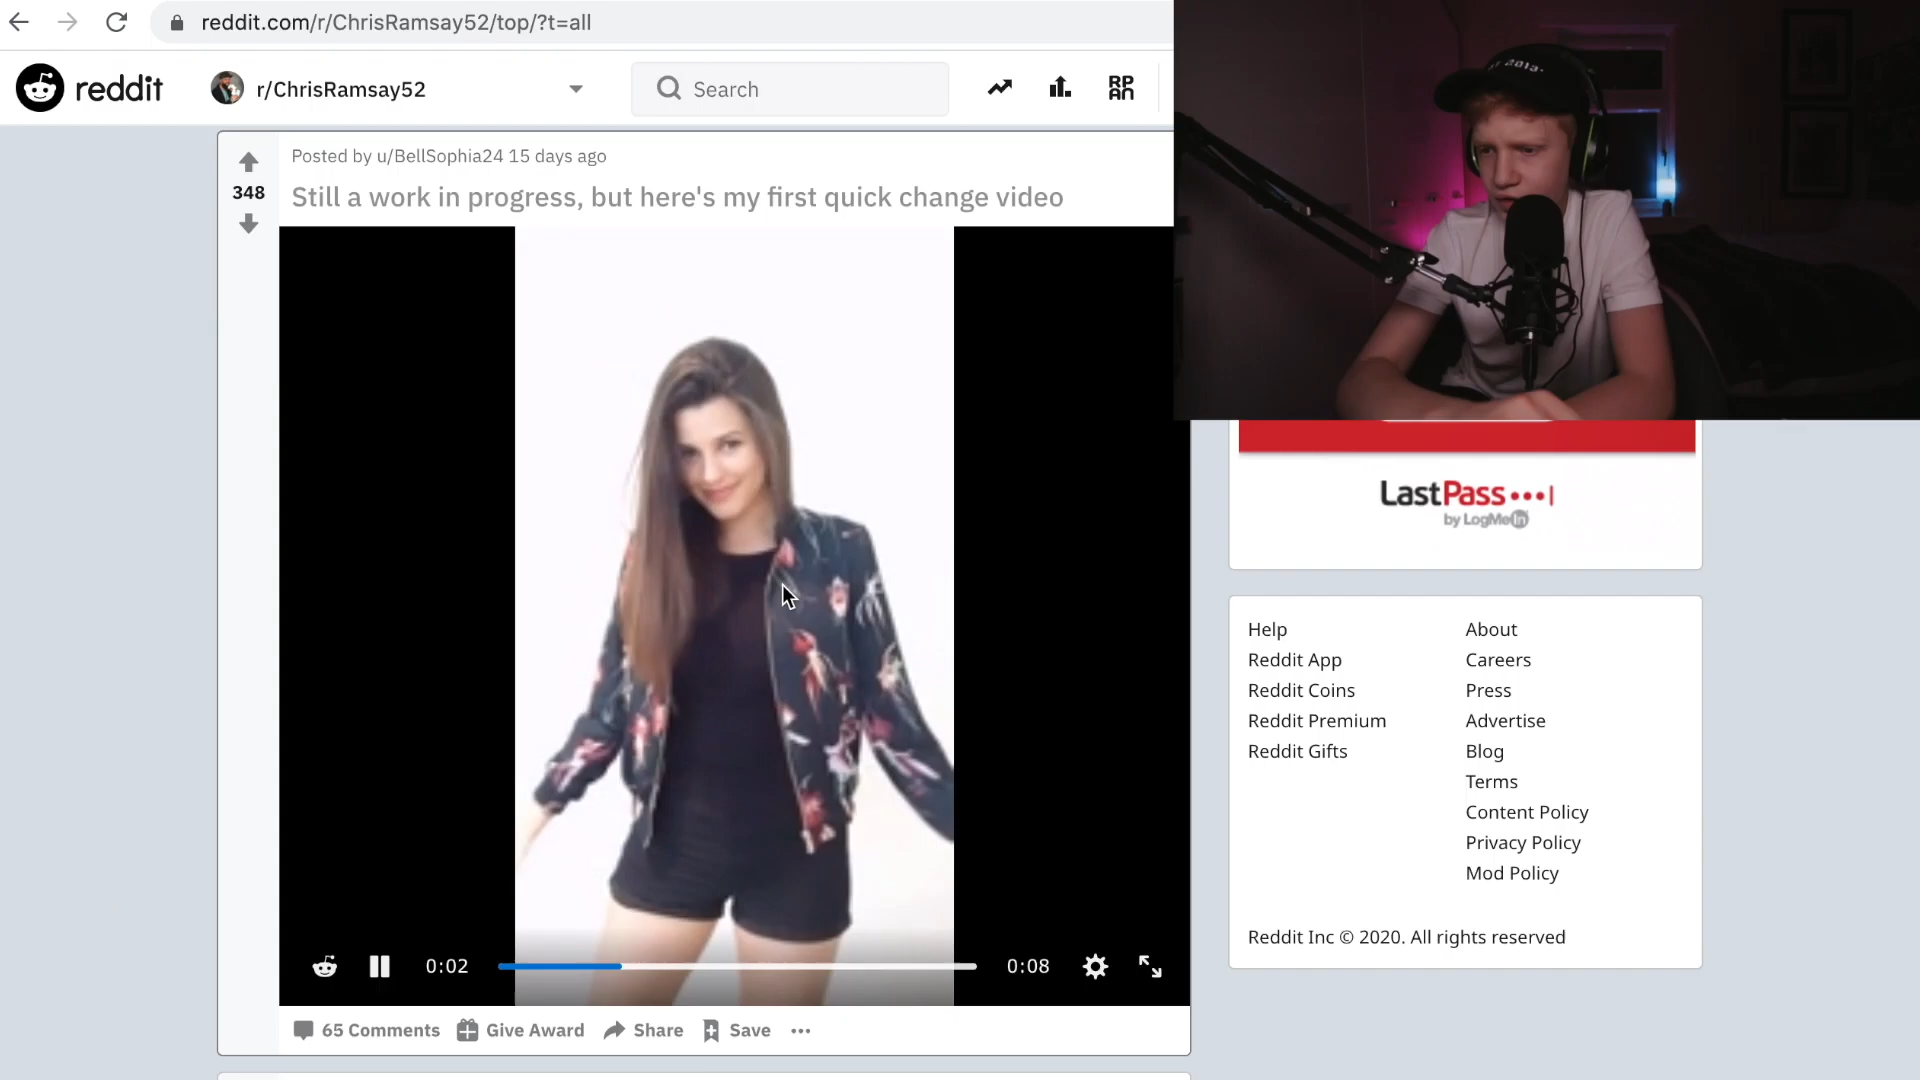 reddit.com/r/ChrisRamsay52/top/?t=all
reddit
r/ChrisRamsay52
Search
RPAN
Posted by u/BellSophia24 15 days ago
348
Still a work in progress, but here's my first quick change video
2013.
LastPass
by LogMeIn
Help
About
Reddit App
Careers
Reddit Coins
Press
Reddit Premium
Advertise
Reddit Gifts
Blog
Terms
Content Policy
Privacy Policy
Mod Policy
Reddit Inc © 2020. All rights reserved
0:02
0:08
65 Comments
Give Award
Share
Save